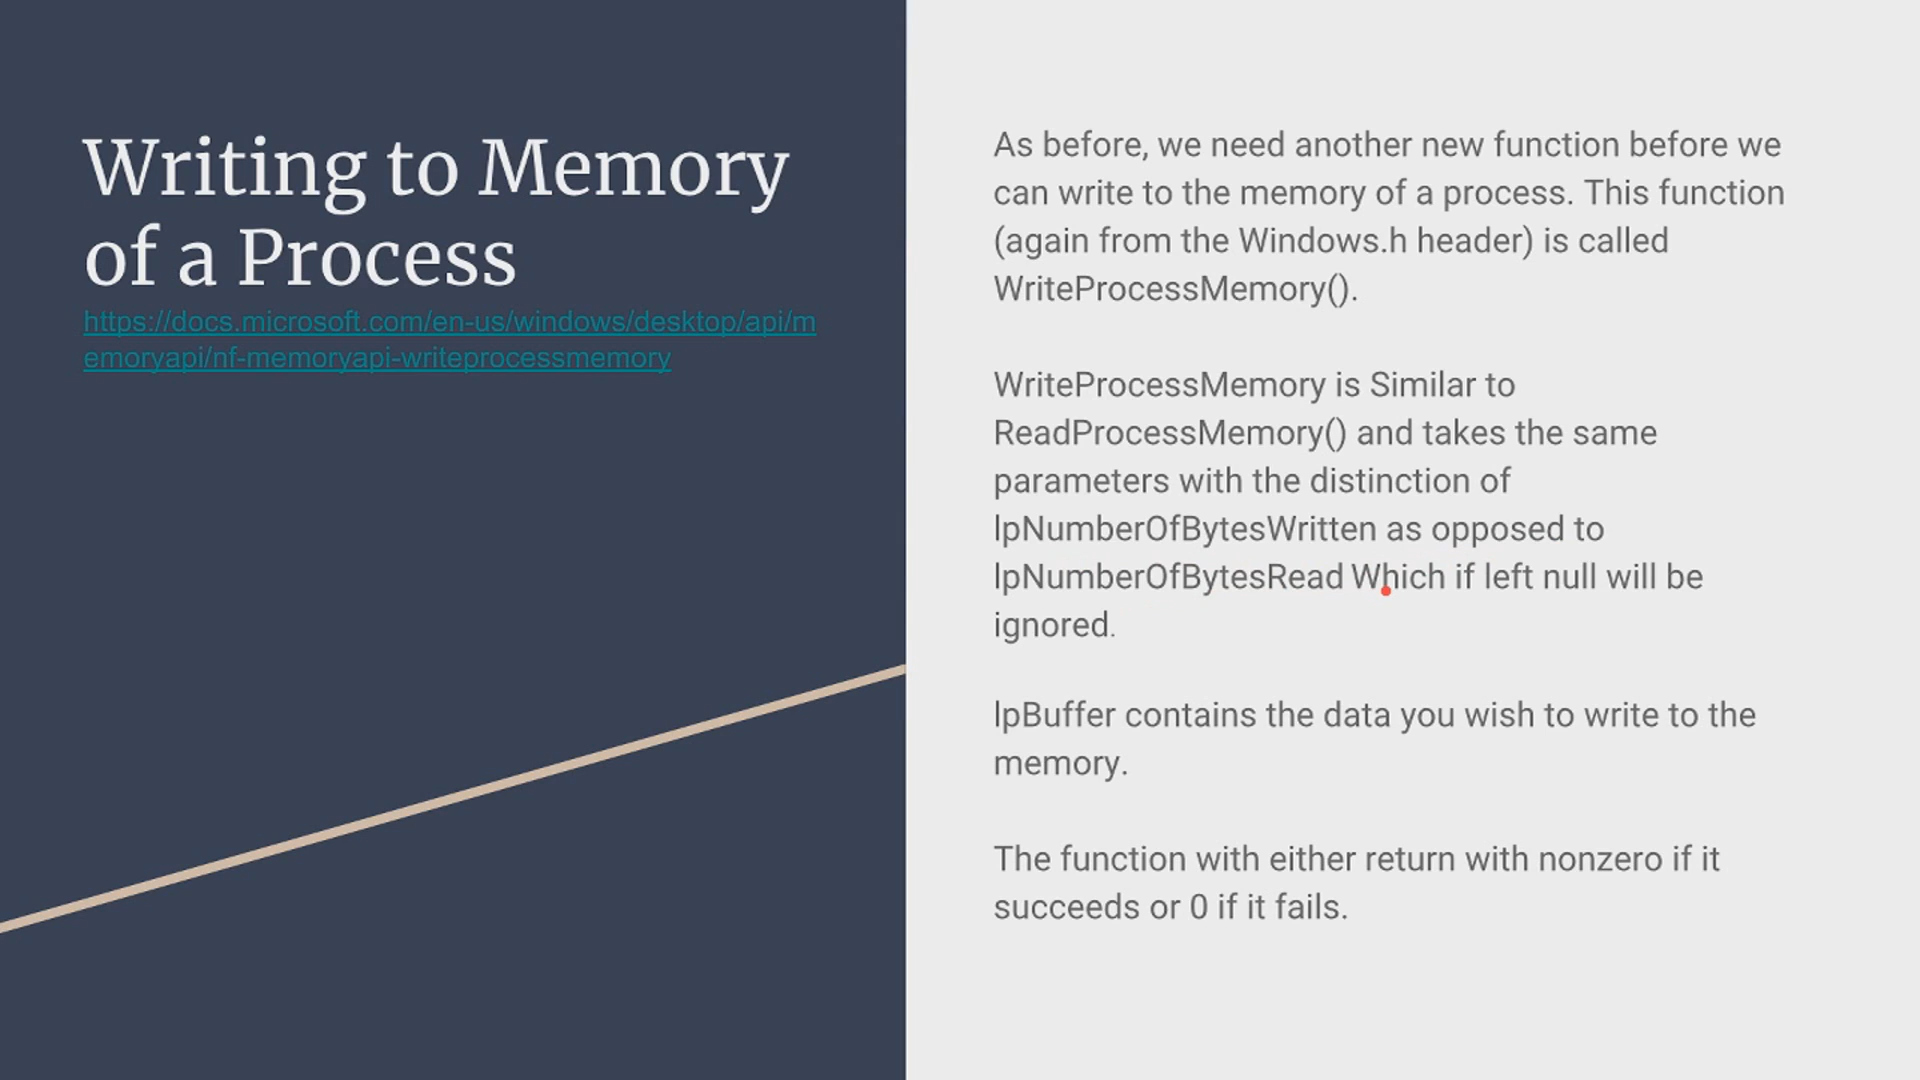 Writing to Memory
of a Process
https://docs.microsoft.com/en-us/windows/desktop/api/m
emoryapi/nf-memoryapi-writeprocessmemory
As before, we need another new function before we
can write to the memory of a process. This function
(again from the Windows.h header) is called
WriteProcessMemory().
WriteProcessMemory is Similar to
ReadProcessMemory() and takes the same
parameters with the distinction of
lpNumberOfBytesWritten as opposed to
lpNumberOfBytesRead Which if left null will be
ignored.
lpBuffer contains the data you wish to write to the
memory.
The function with either return with nonzero if it
succeeds or 0 if it fails.